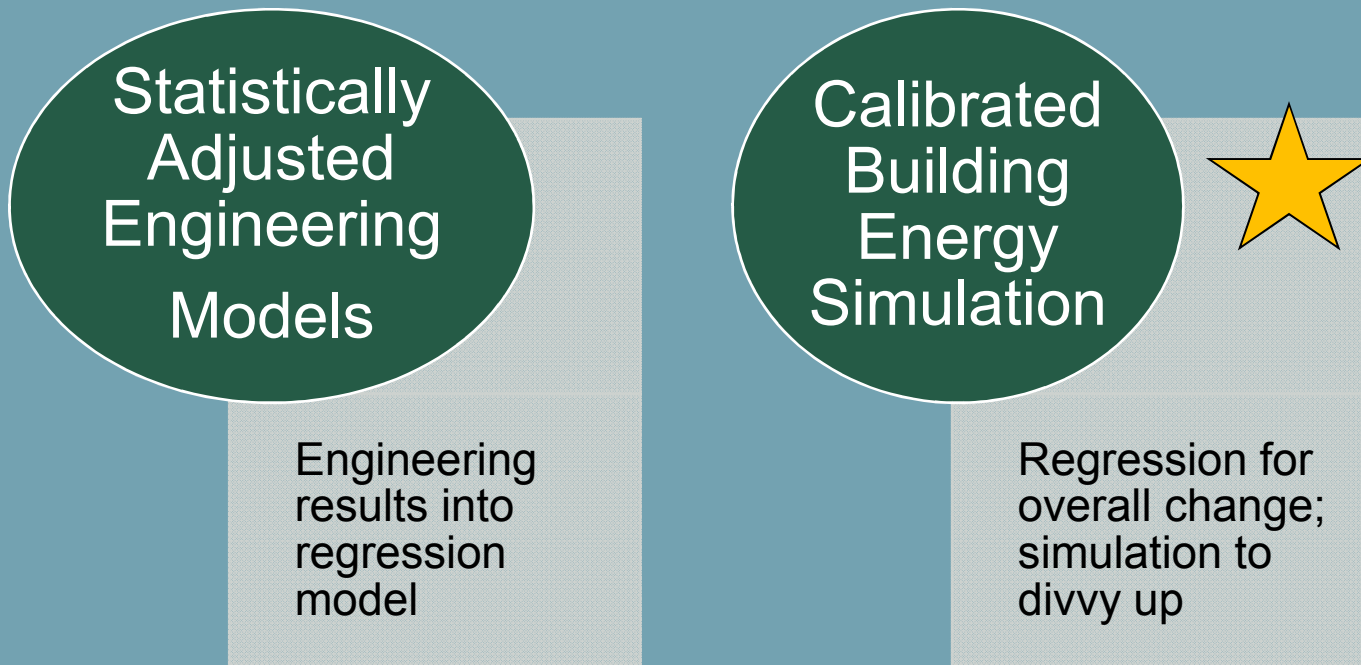 Statistically
Adjusted
Engineering
Models
Engineering
results into
regression
model
Calibrated
Building
Energy
Simulation
Regression for
overall change;
simulation to
divvy up